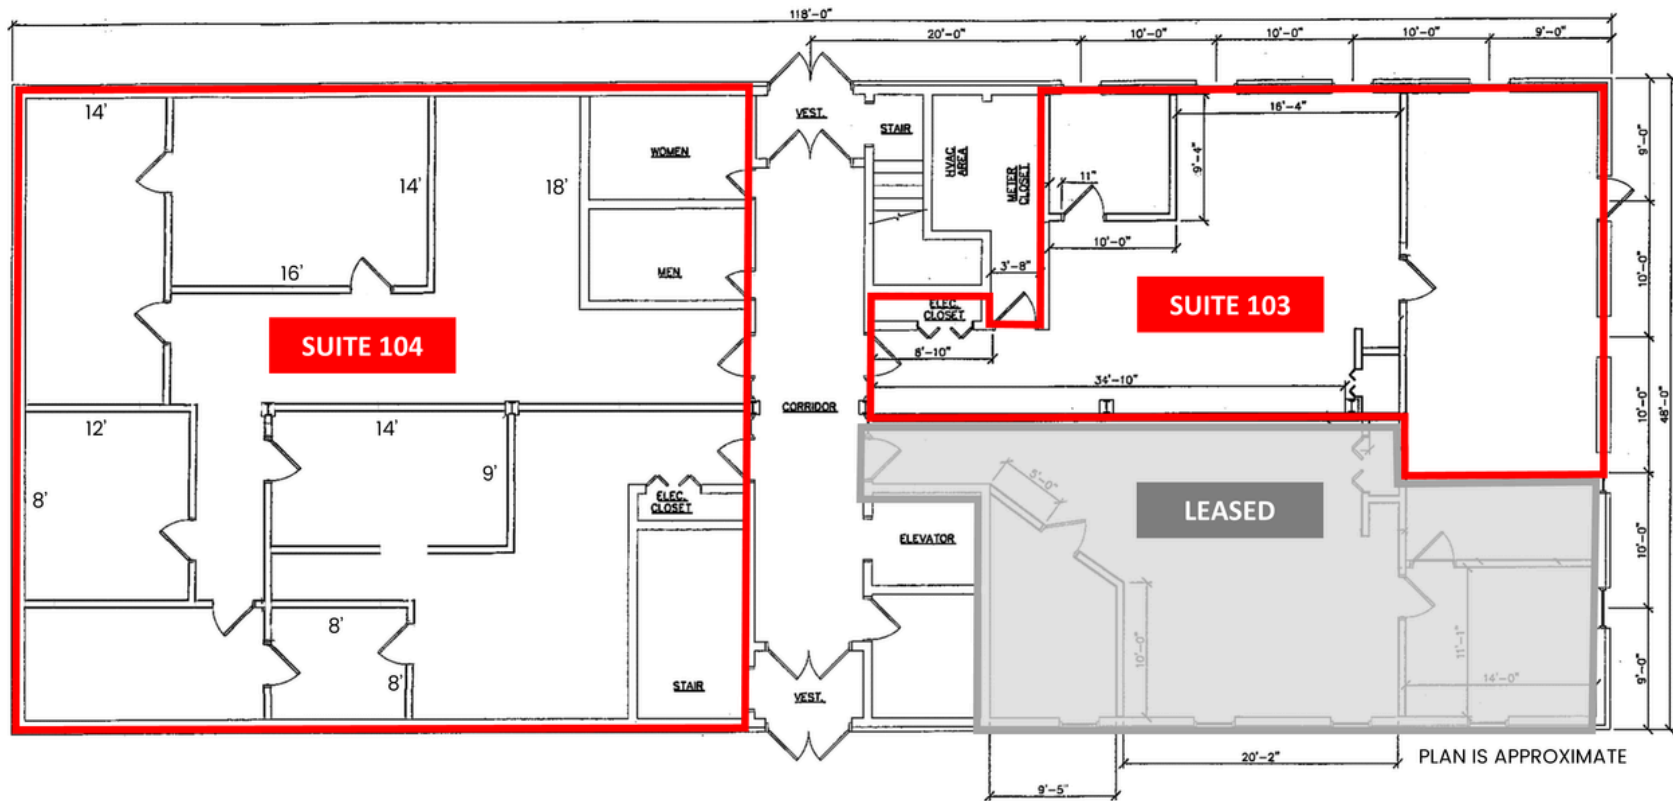 118'-0"
20'-0"
10'-0"
10'-0"
10'-0"
9'-0"
14'
14'
16'
18'
WOMEN
MEN
VEST.
STAIR
HVAC
AREA
METER
CLOSET
11"
10'-0"
9'-4"
16'-4"
3'-8"
9'-0"
10'-0"
10'-0"
48'-0"
10'-0"
9'-0"
SUITE 104
SUITE 103
ELEC.
CLOSET
8'-10"
34'-10"
CORRIDOR
12'
8'
14'
9'
ELEC.
CLOSET
5'-0"
LEASED
ELEVATOR
8'
8'
STAIR
VEST.
10'-0"
11'-1"
14'-0"
20'-2"
9'-5"
PLAN IS APPROXIMATE